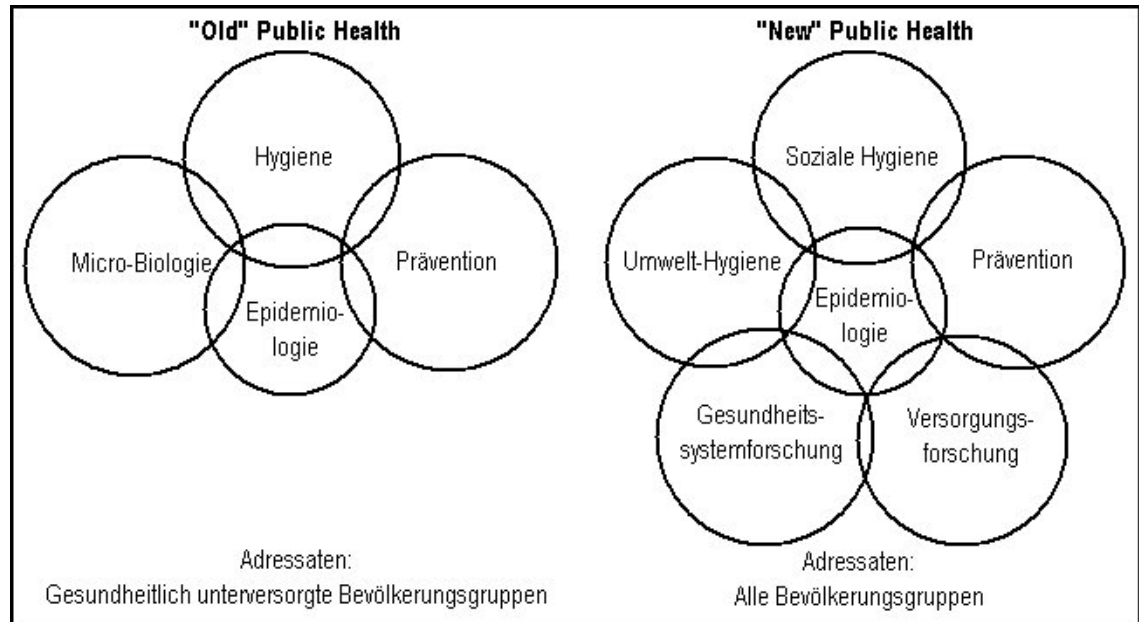 "Old" Public Health
Hygiene
Micro-Biologie
Prävention
Epidemio-
logie
Adressaten:
Gesundheitlich unterversorgte Bevölkerungsgruppen
"New" Public Health
Soziale Hygiene
Umwelt-Hygiene
Prävention
Epidemio-
logie
Gesundheits-
systemforschung
Versorgungs-
forschung
Adressaten:
Alle Bevölkerungsgruppen